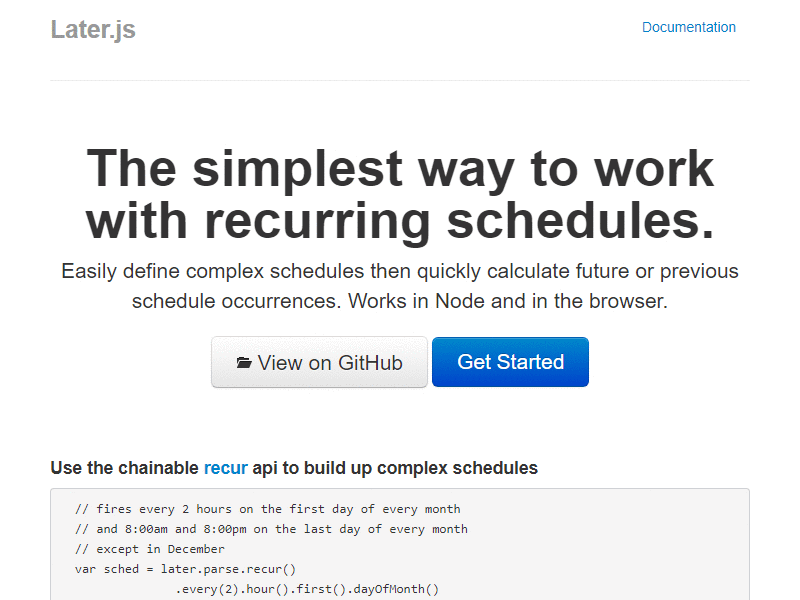 Later.js
Documentation
The simplest way to work
with recurring schedules.
Easily define complex schedules then quickly calculate future or previous
schedule occurrences. Works in Node and in the browser.
View on GitHub
Get Started
Use the chainable recur api to build up complex schedules
// fires every 2 hours on the first day of every month
// and 8:00am and 8:00pm on the last day of every month
// except in December
var sched = later.parse.recur()
.every(2).hour().first().dayOfMonth()